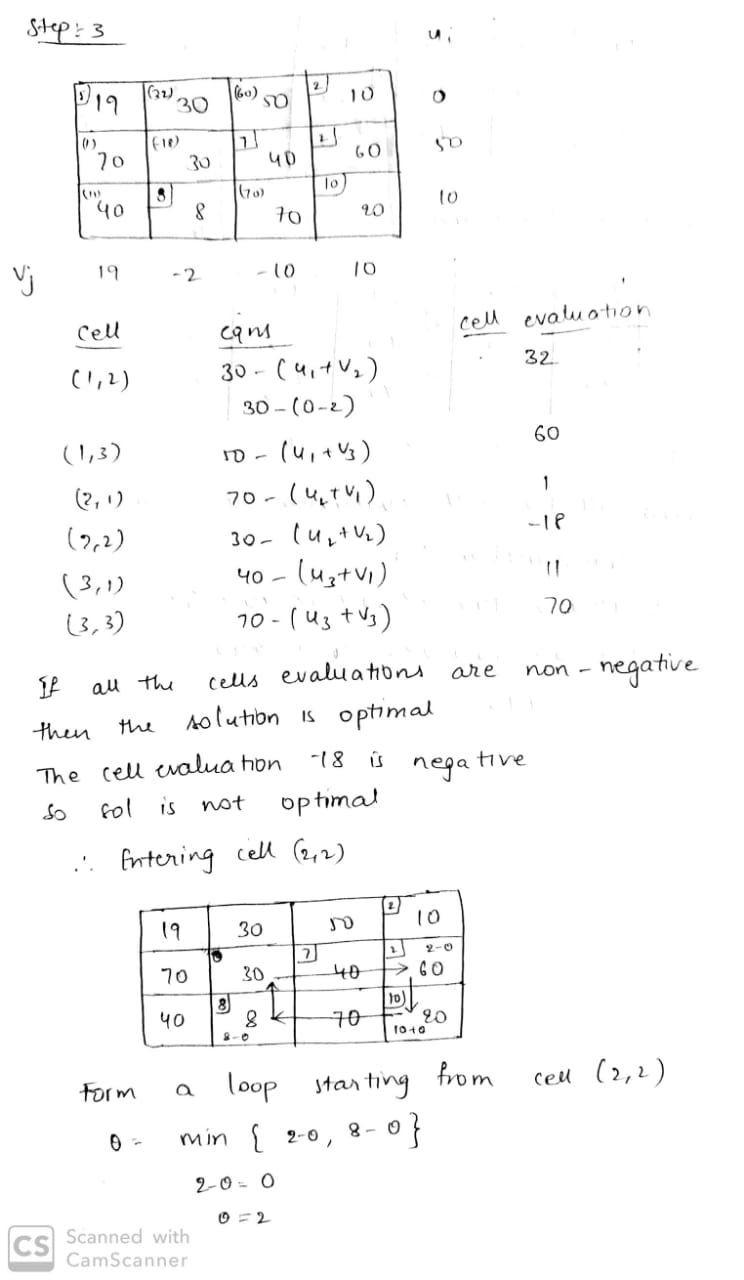 Step: 3
ui
5 19 (32) 30 (60) 50 2 10 0
(1) 70 (-18) 30 7 40 2 60 50
(11) 40 8 8 (70) 70 10 20 10
Vj 19 -2 -10 10
cell eqns cell evaluation
(1,2) 30 - (u1+V2) 32
30 - (0-2)
(1,3) 50 - (u1+V3) 60
(2,1) 70 - (u2+V1) 1
(2,2) 30 - (u2+V2) -18
(3,1) 40 - (u3+V1) 11
(3,3) 70 - (u3+V3) 70
If all the cells evaluations are non-negative
then the solution is optimal
The cell evaluation -18 is negative
so sol is not optimal
∴ Entering cell (2,2)
19 30 50 2 10
70 θ 30 7 40 2 2-θ 60
40 8 8 8-θ 70 10 20 10+θ
Form a loop starting from cell (2,2)
θ = min { 2-θ, 8-θ }
2-θ = 0
θ = 2
CS Scanned with
CamScanner